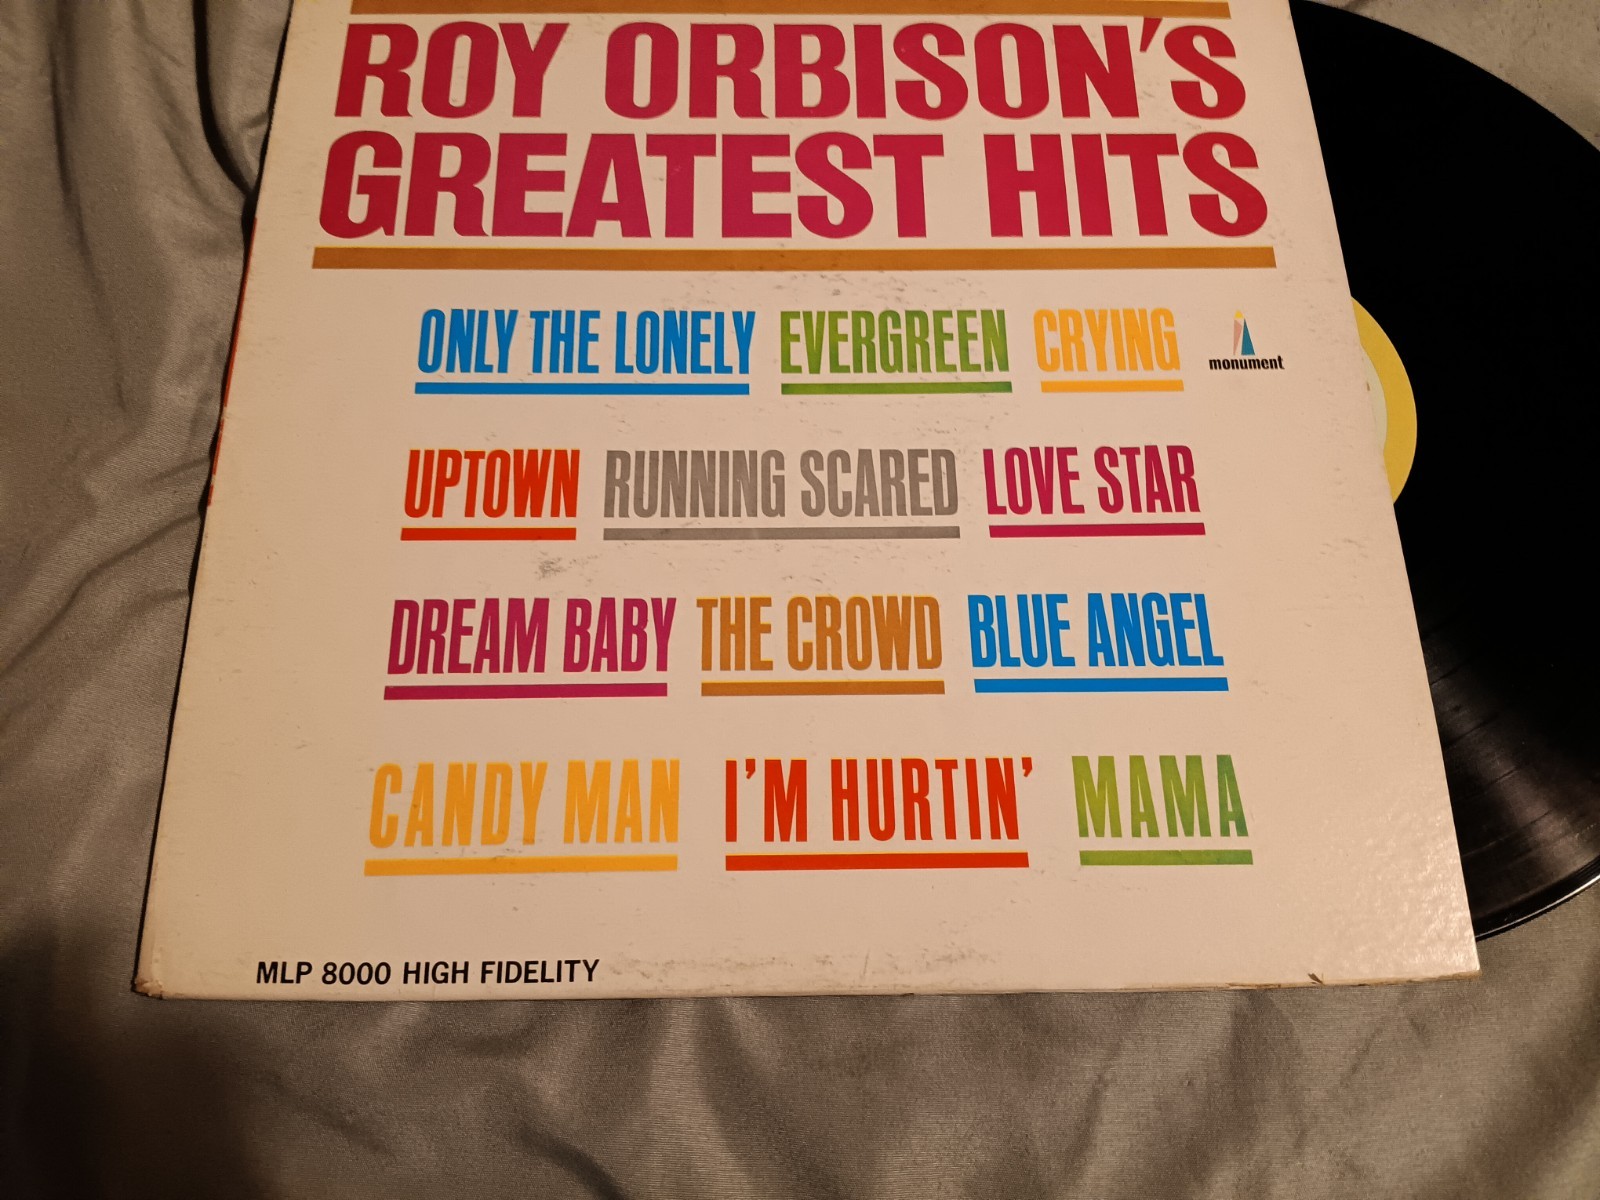 ROY ORBISON'S
GREATEST HITS
ONLY THE LONELY EVERGREEN CRYING
monument
UPTOWN RUNNING SCARED LOVE STAR
DREAM BABY THE CROWD BLUE ANGEL
CANDY MAN I'M HURTIN' MAMA
MLP 8000 HIGH FIDELITY